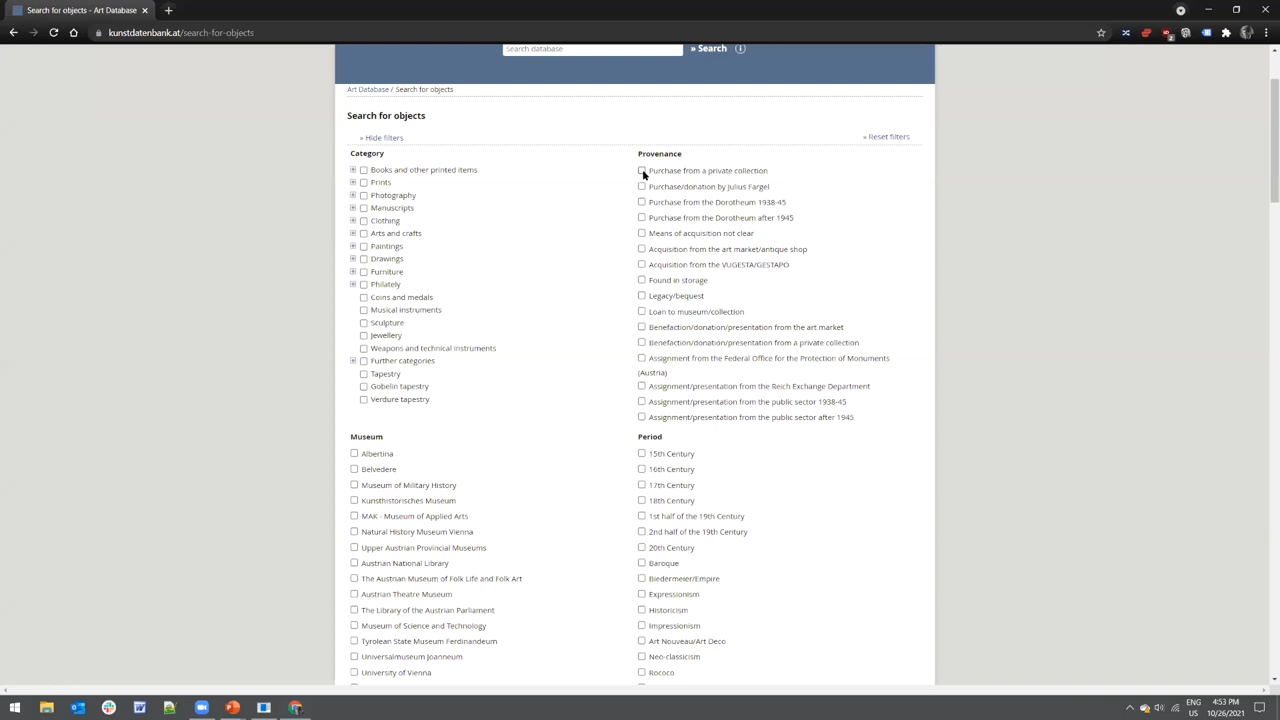 Search for objects - Art Database
kunstdatenbank.at/search-for-objects
Search database
» Search
Art Database / Search for objects
Search for objects
» Hide filters
» Reset filters
Category
Books and other printed items
Prints
Photography
Manuscripts
Clothing
Arts and crafts
Paintings
Drawings
Furniture
Philately
Coins and medals
Musical instruments
Sculpture
Jewellery
Weapons and technical instruments
Further categories
Tapestry
Gobelin tapestry
Verdure tapestry
Provenance
Purchase from a private collection
Purchase/donation by Julius Fargel
Purchase from the Dorotheum 1938-45
Purchase from the Dorotheum after 1945
Means of acquisition not clear
Acquisition from the art market/antique shop
Acquisition from the VUGESTA/GESTAPO
Found in storage
Legacy/bequest
Loan to museum/collection
Benefaction/donation/presentation from the art market
Benefaction/donation/presentation from a private collection
Assignment from the Federal Office for the Protection of Monuments
(Austria)
Assignment/presentation from the Reich Exchange Department
Assignment/presentation from the public sector 1938-45
Assignment/presentation from the public sector after 1945
Museum
Albertina
Belvedere
Museum of Military History
Kunsthistorisches Museum
MAK - Museum of Applied Arts
Natural History Museum Vienna
Upper Austrian Provincial Museums
Austrian National Library
The Austrian Museum of Folk Life and Folk Art
Austrian Theatre Museum
The Library of the Austrian Parliament
Museum of Science and Technology
Tyrolean State Museum Ferdinandeum
Universalmuseum Joanneum
University of Vienna
Period
15th Century
16th Century
17th Century
18th Century
1st half of the 19th Century
2nd half of the 19th Century
20th Century
Baroque
Biedermeier/Empire
Expressionism
Historicism
Impressionism
Art Nouveau/Art Deco
Neo-classicism
Rococo
ENG
US
4:53 PM
10/26/2021